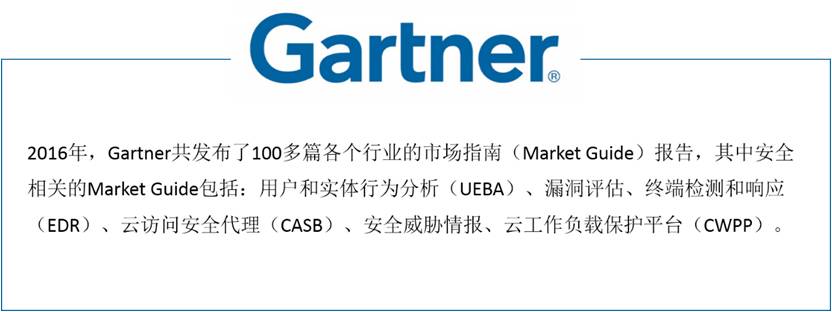 Gartner®
2016年，Gartner共发布了100多篇各个行业的市场指南（Market Guide）报告，其中安全
相关的Market Guide包括：用户和实体行为分析（UEBA）、漏洞评估、终端检测和响应
（EDR）、云访问安全代理（CASB）、安全威胁情报、云工作负载保护平台（CWPP）。